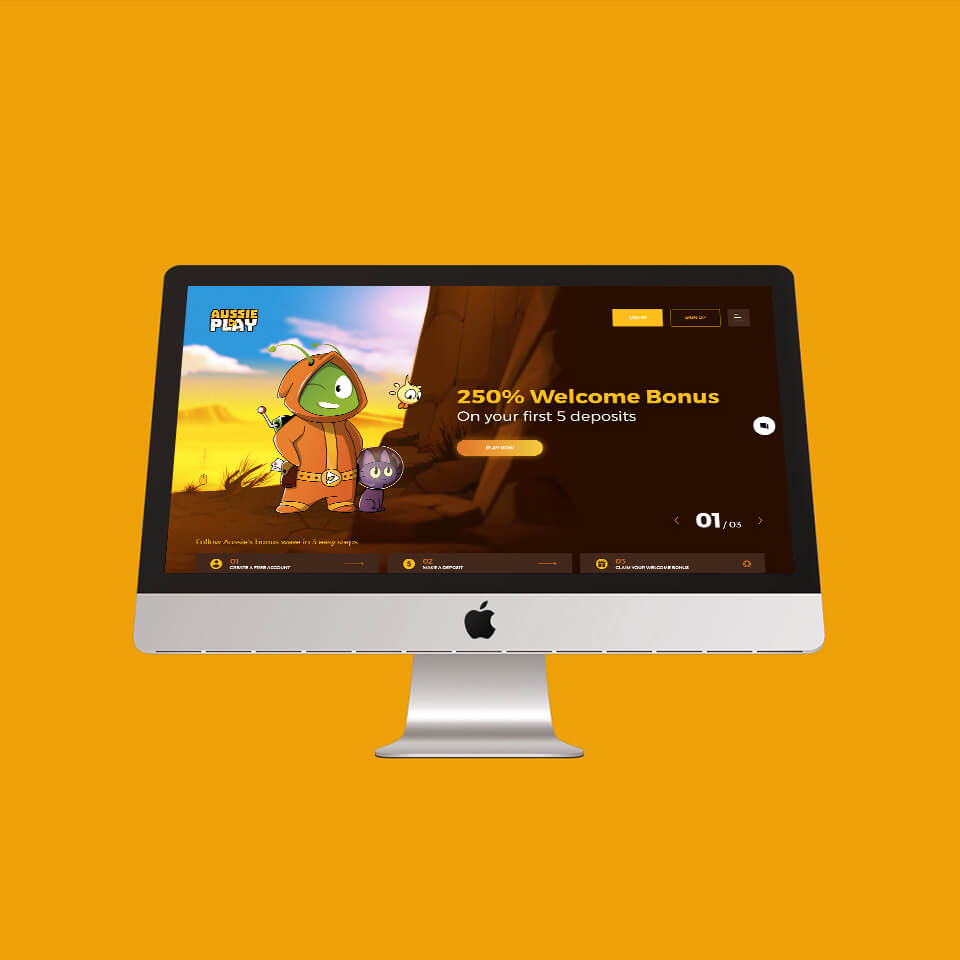 AUSSIE
PLAY
LOG IN
SIGN UP
250% Welcome Bonus
On your first 5 deposits
PLAY NOW
01 / 03
Follow Aussie's bonus wave in 3 easy steps
01
CREATE A FREE ACCOUNT
02
MAKE A DEPOSIT
03
CLAIM YOUR WELCOME BONUS